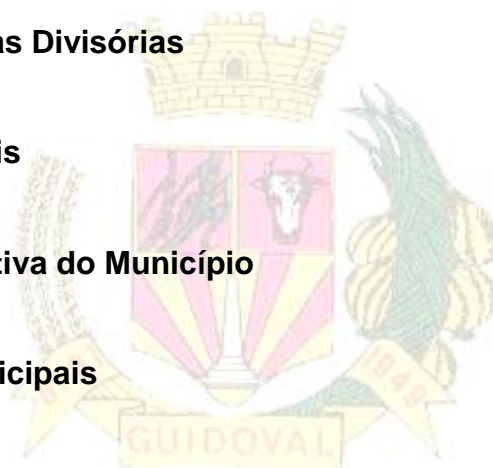 as Divisórias
is
tiva do Município
icipais
1949
GUIDOVAL